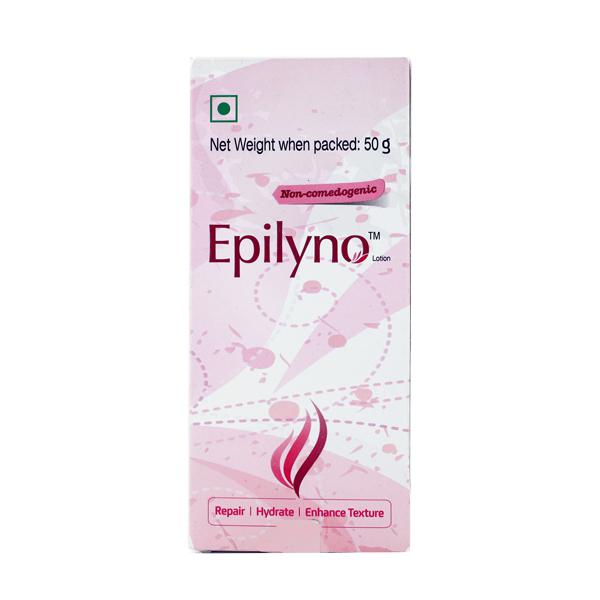 Net Weight when packed: 50 g
Non-comedogenic
Epilyno™
Lotion
Repair | Hydrate | Enhance Texture